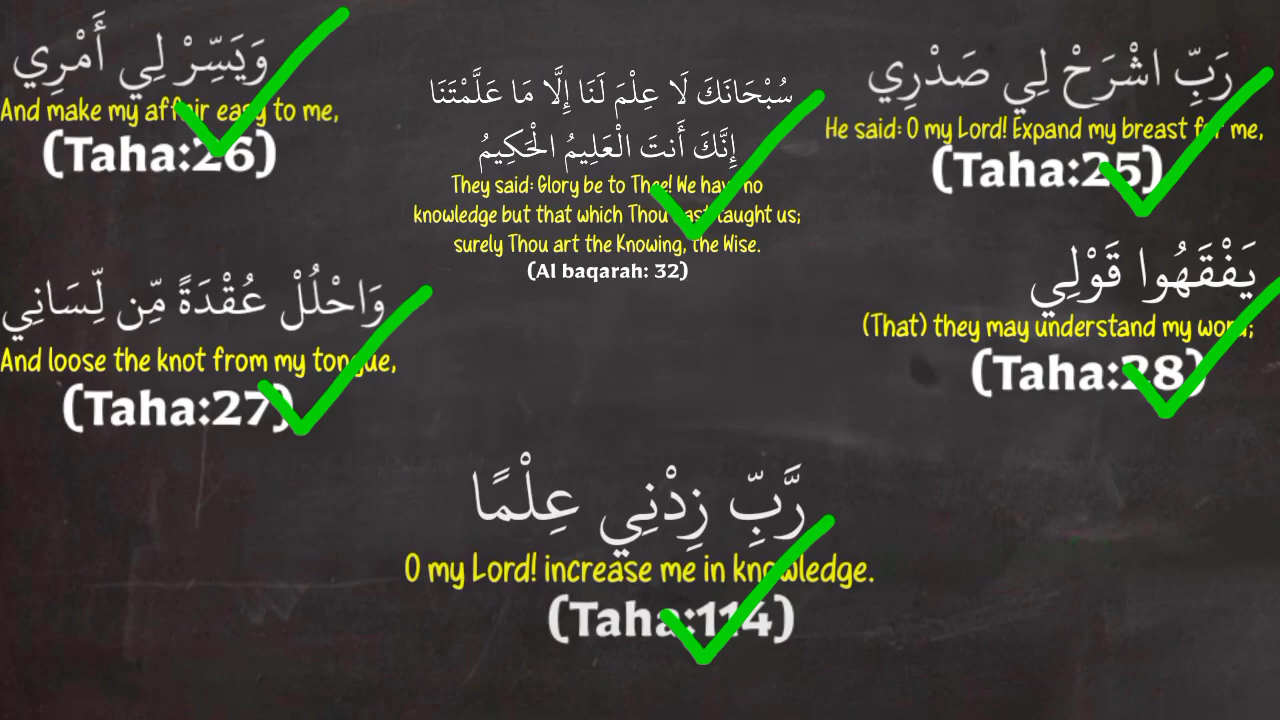 وَيَسِّرْ لِي أَمْرِي
And make my affair easy to me,
(Taha:26)
سُبْحَانَكَ لَا عِلْمَ لَنَا إِلَّا مَا عَلَّمْتَنَا
إِنَّكَ أَنتَ الْعَلِيمُ الْحَكِيمُ
They said: Glory be to Thee! We have no
knowledge but that which Thou hast taught us;
surely Thou art the Knowing, the Wise.
(Al baqarah: 32)
رَبِّ اشْرَحْ لِي صَدْرِي
He said: O my Lord! Expand my breast for me,
(Taha:25)
وَاحْلُلْ عُقْدَةً مِّن لِّسَانِي
And loose the knot from my tongue,
(Taha:27)
يَفْقَهُوا قَوْلِي
(That) they may understand my word;
(Taha:28)
رَّبِّ زِدْنِي عِلْمًا
O my Lord! increase me in knowledge.
(Taha:114)